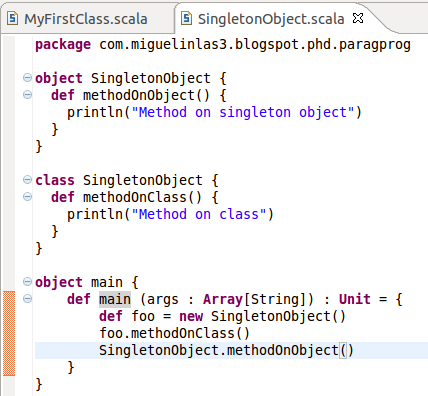 MyFirstClass.scala
SingletonObject.scala
package com.miguelinlas3.blogspot.phd.paragprog
object SingletonObject {
def methodOnObject() {
println("Method on singleton object")
}
}
class SingletonObject {
def methodOnClass() {
println("Method on class")
}
}
object main {
def main (args : Array[String]) : Unit = {
def foo = new SingletonObject()
foo.methodOnClass()
SingletonObject.methodOnObject()
}
}